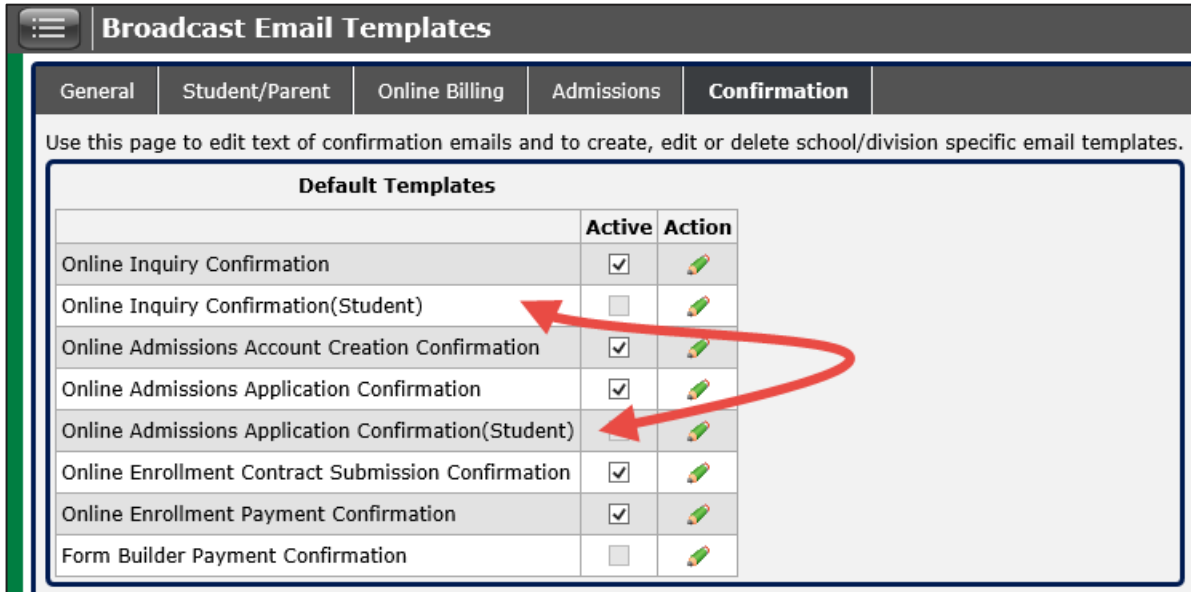 Broadcast Email Templates
General Student/Parent Online Billing Admissions Confirmation
Use this page to edit text of confirmation emails and to create, edit or delete school/division specific email templates.
Default Templates
Active Action
Online Inquiry Confirmation
Online Inquiry Confirmation(Student)
Online Admissions Account Creation Confirmation
Online Admissions Application Confirmation
Online Admissions Application Confirmation(Student)
Online Enrollment Contract Submission Confirmation
Online Enrollment Payment Confirmation
Form Builder Payment Confirmation